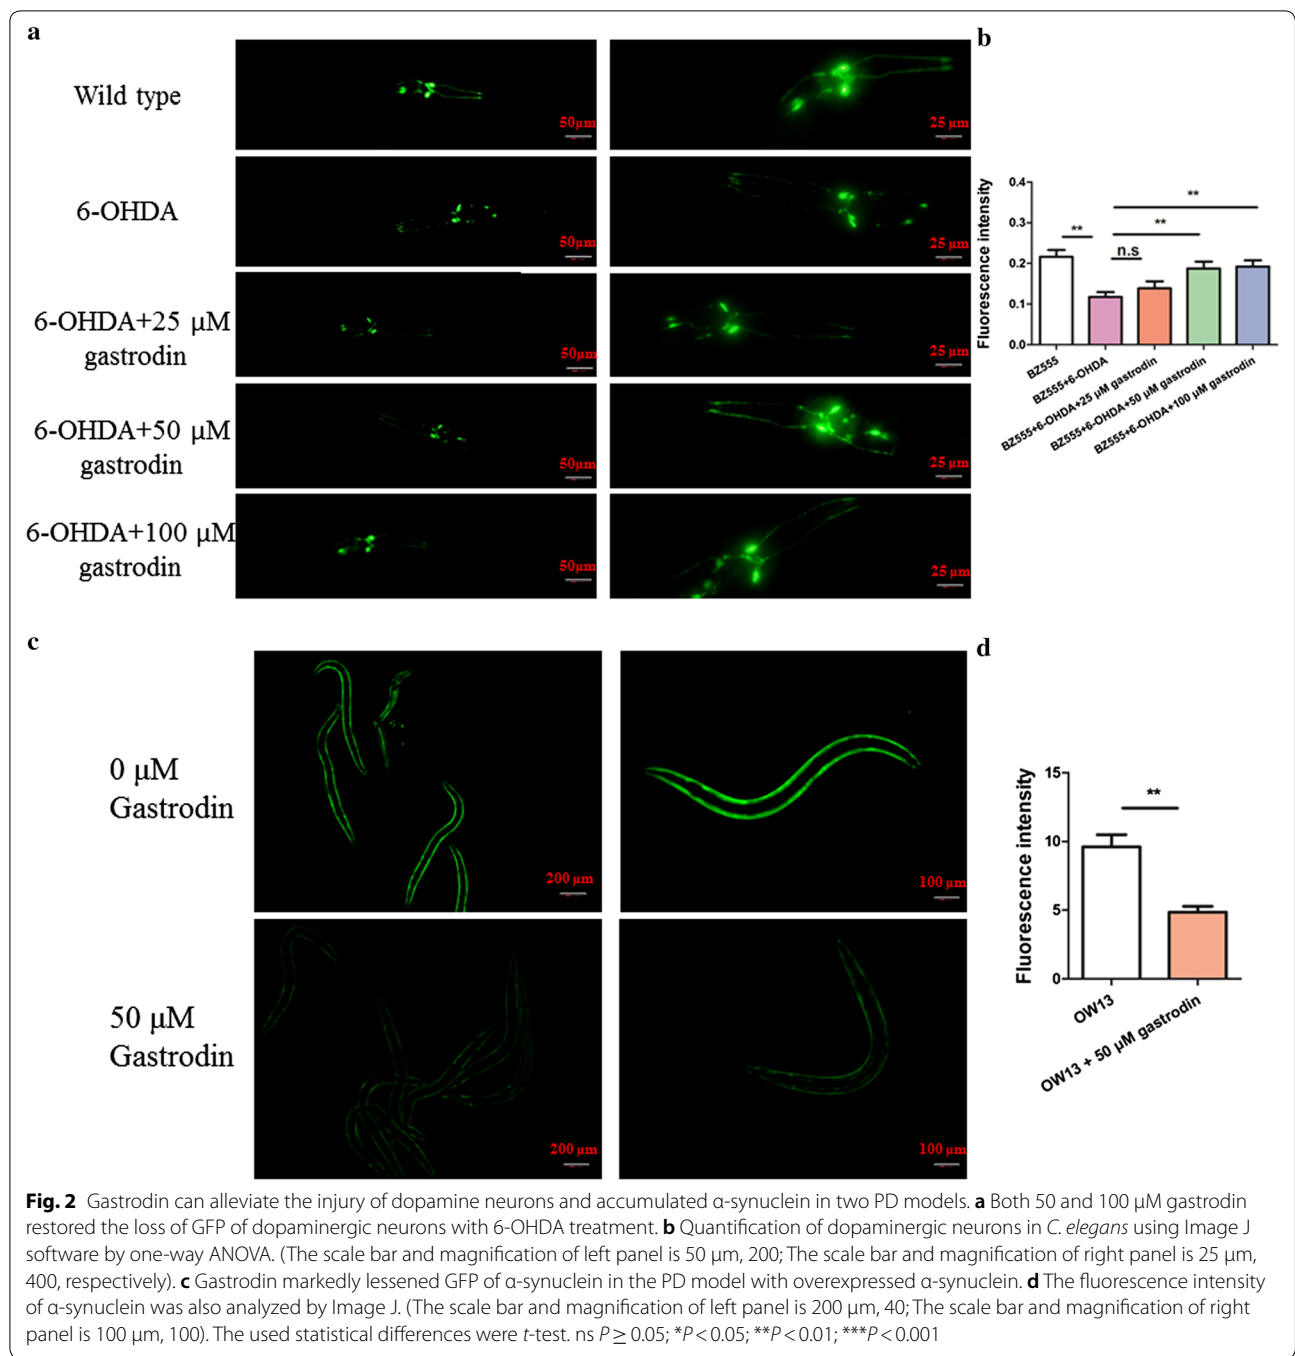 a
Wild type
50μm
25 μm
6-OHDA
50μm
25 μm
6-OHDA+25 μM
gastrodin
50μm
25 μm
6-OHDA+50 μM
gastrodin
50μm
25 μm
6-OHDA+100 μM
gastrodin
50μm
25 μm
b
Fluorescence intensity
0.4
0.3
0.2
0.1
0.0
**
n.s
**
**
BZ555
BZ555+6-OHDA
BZ555+6-OHDA+25 μM gastrodin
BZ555+6-OHDA+50 μM gastrodin
BZ555+6-OHDA+100 μM gastrodin
c
0 μM
Gastrodin
200 μm
100 μm
50 μM
Gastrodin
200 μm
100 μm
d
Fluorescence intensity
15
10
5
0
**
OW13
OW13 + 50 μM gastrodin
Fig. 2 Gastrodin can alleviate the injury of dopamine neurons and accumulated α-synuclein in two PD models. a Both 50 and 100 μM gastrodin
restored the loss of GFP of dopaminergic neurons with 6-OHDA treatment. b Quantification of dopaminergic neurons in C. elegans using Image J
software by one-way ANOVA. (The scale bar and magnification of left panel is 50 μm, 200; The scale bar and magnification of right panel is 25 μm,
400, respectively). c Gastrodin markedly lessened GFP of α-synuclein in the PD model with overexpressed α-synuclein. d The fluorescence intensity
of α-synuclein was also analyzed by Image J. (The scale bar and magnification of left panel is 200 μm, 40; The scale bar and magnification of right
panel is 100 μm, 100). The used statistical differences were t-test. ns P ≥ 0.05; *P < 0.05; **P < 0.01; ***P < 0.001